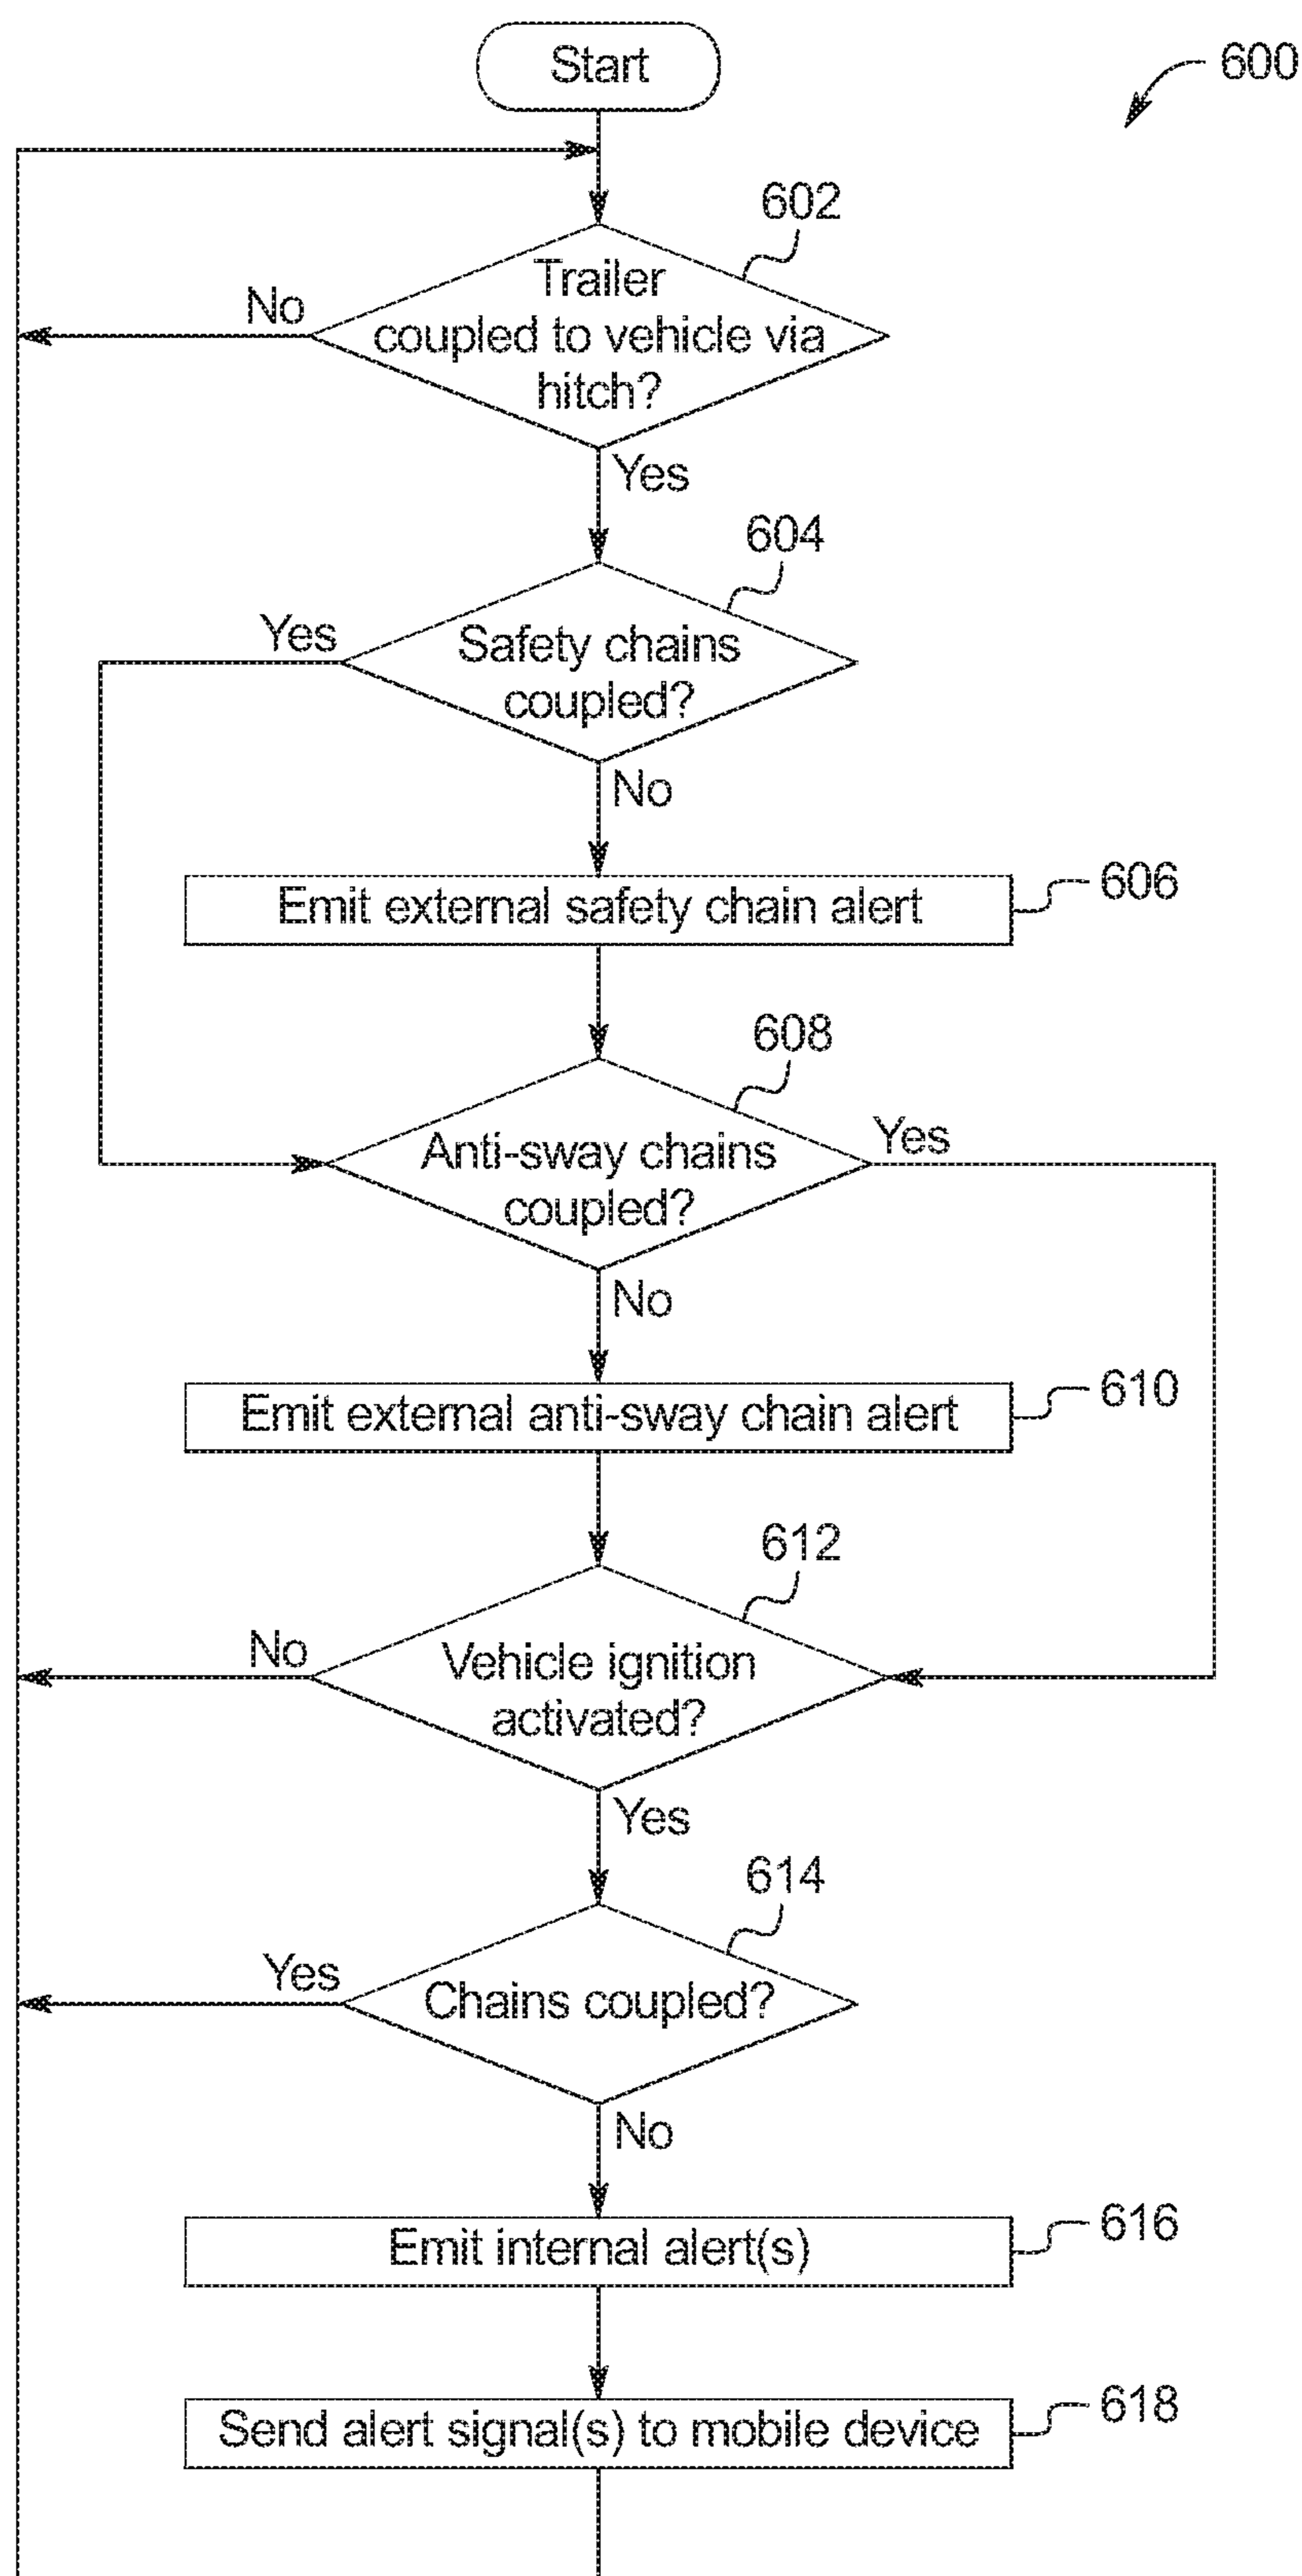 Start
600
602
Trailer
coupled to vehicle via
hitch?
No
Yes
604
Safety chains
coupled?
Yes
No
Emit external safety chain alert
606
608
Anti-sway chains
coupled?
Yes
No
Emit external anti-sway chain alert
610
612
Vehicle ignition
activated?
No
Yes
614
Chains coupled?
Yes
No
Emit internal alert(s)
616
Send alert signal(s) to mobile device
618